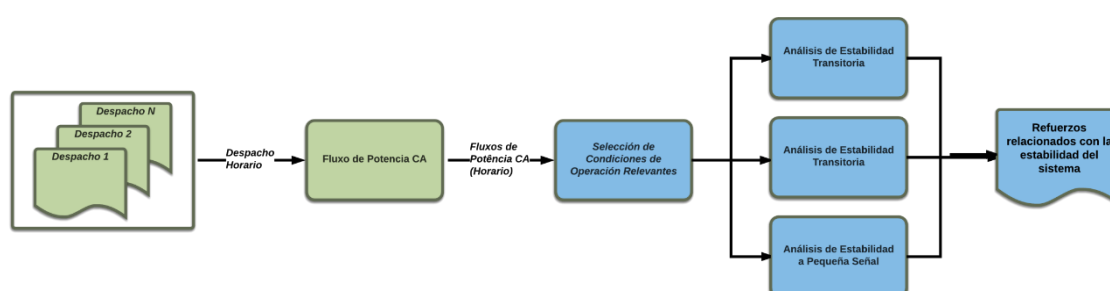 Despacho N
Despacho 2
Despacho 1
Despacho
Horario
Fluxo de Potencia CA
Fluxos de
Potência CA
(Horario)
Selección de
Condiciones de
Operación Relevantes
Análisis de Estabilidad
Transitoria
Análisis de Estabilidad
Transitoria
Análisis de Estabilidad
a Pequeña Señal
Refuerzos
relacionados con la
estabilidad del
sistema